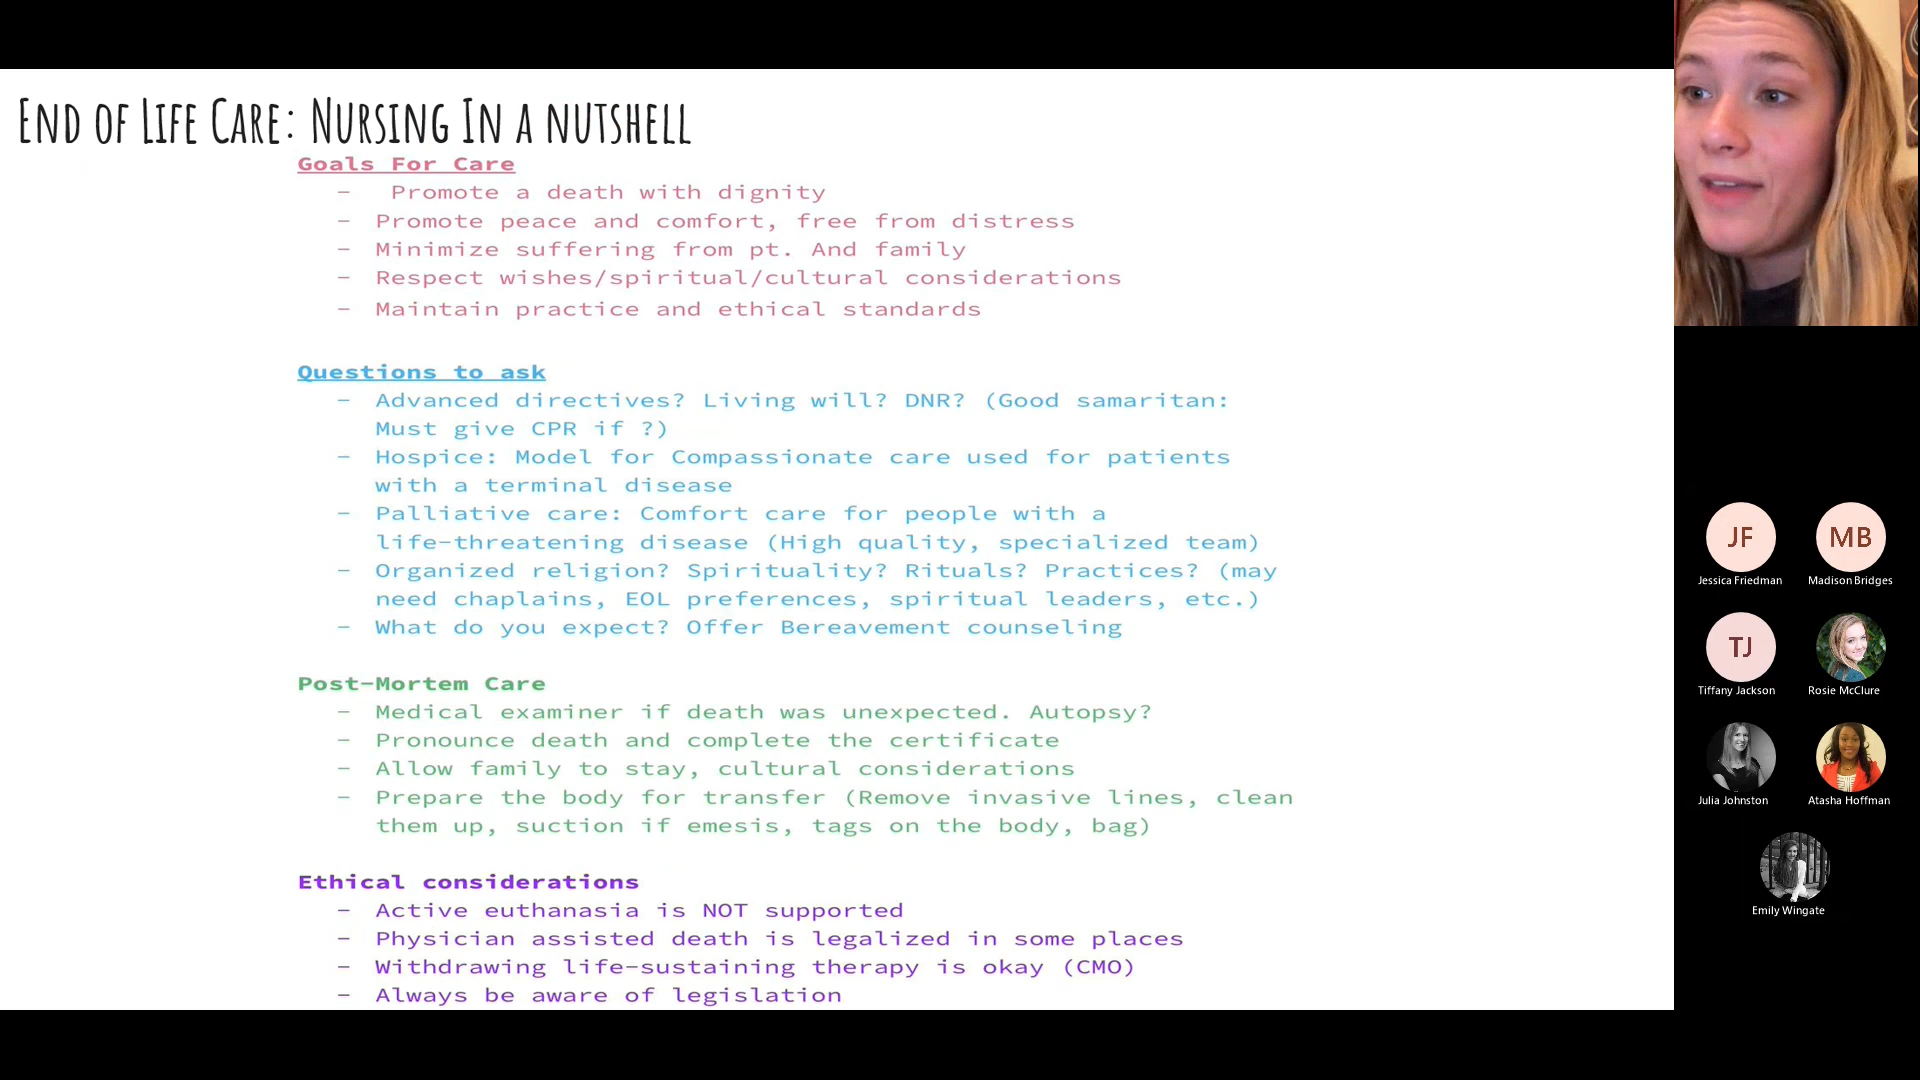 End of Life Care: Nursing In a nutshell
Goals For Care
- Promote a death with dignity
- Promote peace and comfort, free from distress
- Minimize suffering from pt. And family
- Respect wishes/spiritual/cultural considerations
- Maintain practice and ethical standards
Questions to ask
- Advanced directives? Living will? DNR? (Good samaritan:
Must give CPR if ?)
- Hospice: Model for Compassionate care used for patients
with a terminal disease
- Palliative care: Comfort care for people with a
life-threatening disease (High quality, specialized team)
- Organized religion? Spirituality? Rituals? Practices? (may
need chaplains, EOL preferences, spiritual leaders, etc.)
- What do you expect? Offer Bereavement counseling
Post-Mortem Care
- Medical examiner if death was unexpected. Autopsy?
- Pronounce death and complete the certificate
- Allow family to stay, cultural considerations
- Prepare the body for transfer (Remove invasive lines, clean
them up, suction if emesis, tags on the body, bag)
Ethical considerations
- Active euthanasia is NOT supported
- Physician assisted death is legalized in some places
- Withdrawing life-sustaining therapy is okay (CMO)
- Always be aware of legislation
JF MB
Jessica Friedman Madison Bridges
TJ
Tiffany Jackson Rosie McClure
Julia Johnston Atasha Hoffman
Emily Wingate